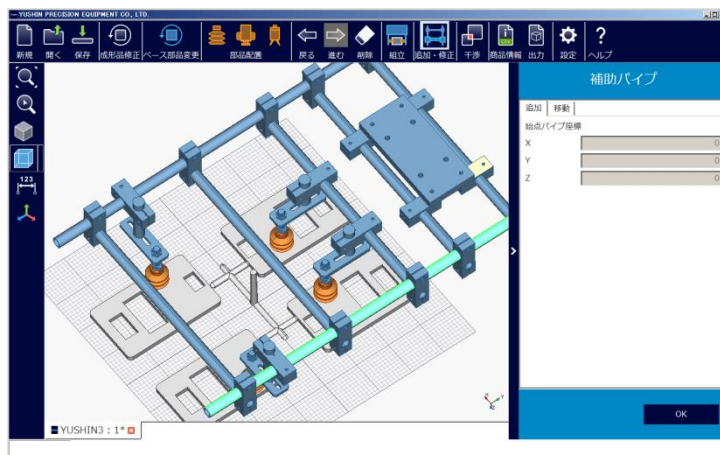 YUSHIN PRECISION EQUIPMENT CO., LTD.
新規 開く 保存 成形品修正 ベース部品変更 部品配置 戻る 進む 削除 組立 追加・修正 干渉 商品情報 出力 設定 ヘルプ
補助パイプ
追加 移動
始点パイプ座標
X 0
Y 0
Z 0
123
OK
YUSHIN3 : 1*